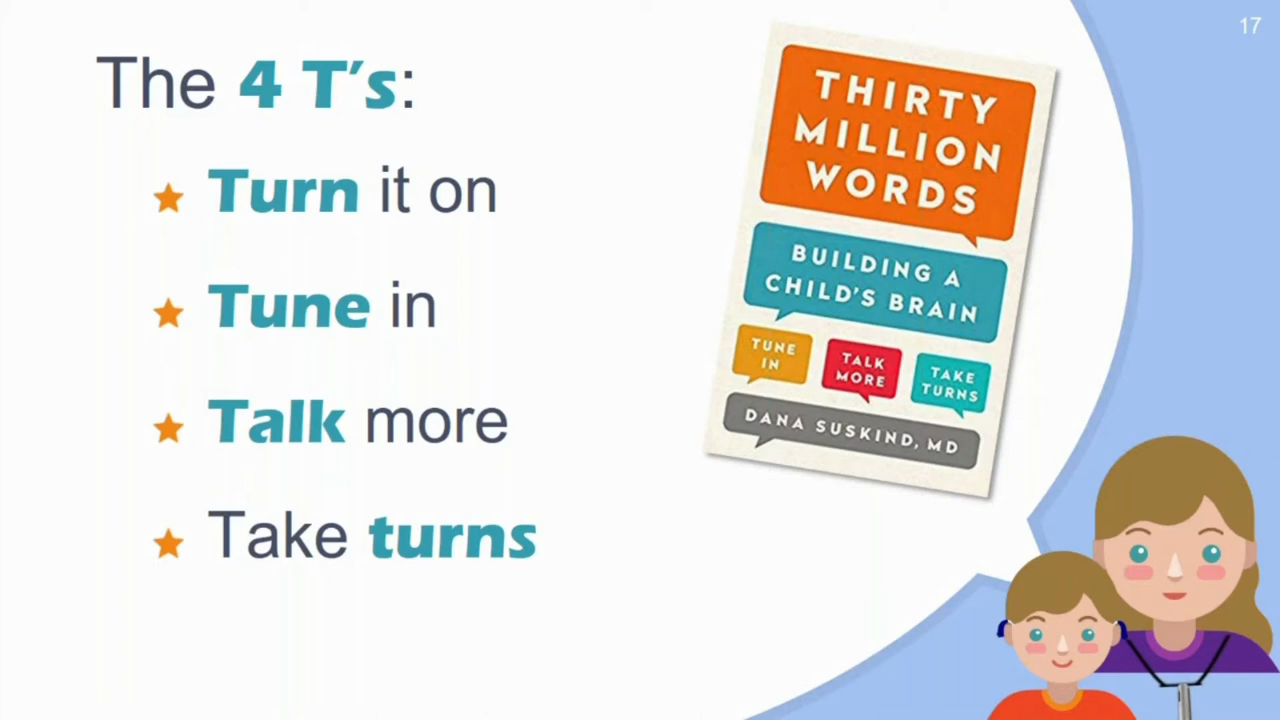 17
The 4 T's:
Turn it on
Tune in
Talk more
Take turns
THIRTY
MILLION
WORDS
BUILDING A
CHILD'S BRAIN
TUNE
IN
TALK
MORE
TAKE
TURNS
DANA SUSKIND, MD